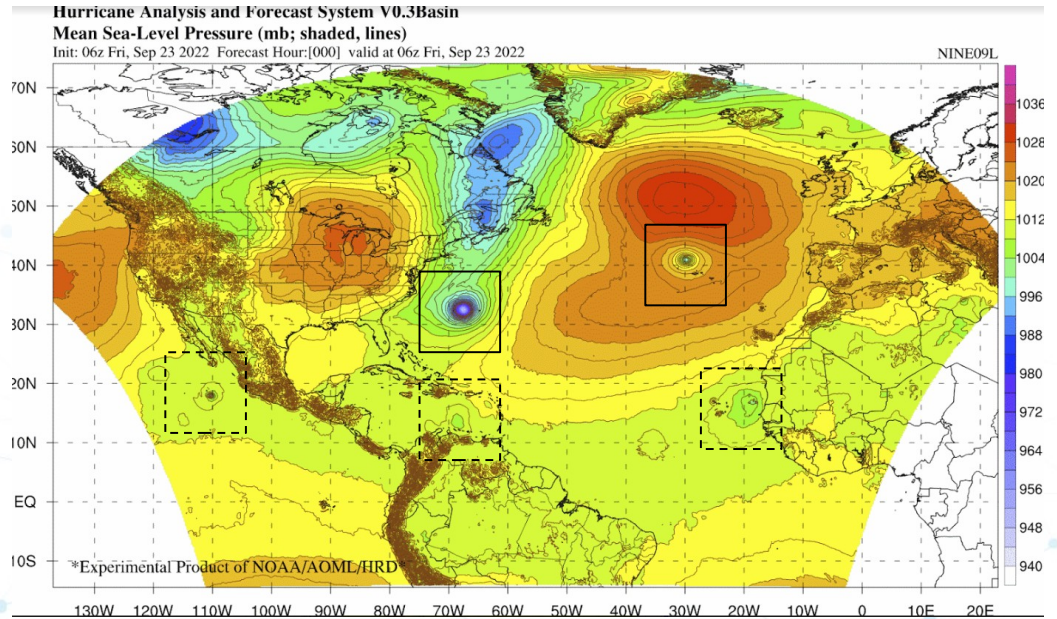 Hurricane Analysis and Forecast System V0.3Basin
Mean Sea-Level Pressure (mb; shaded, lines)
Init: 06z Fri, Sep 23 2022 Forecast Hour:[000] valid at 06z Fri, Sep 23 2022
NINE09L
70N
60N
50N
40N
30N
20N
10N
EQ
10S
1036
1028
1020
1012
1004
996
988
980
972
964
956
948
940
*Experimental Product of NOAA/AOML/HRD*
130W 120W 110W 100W 90W 80W 70W 60W 50W 40W 30W 20W 10W 0 10E 20E